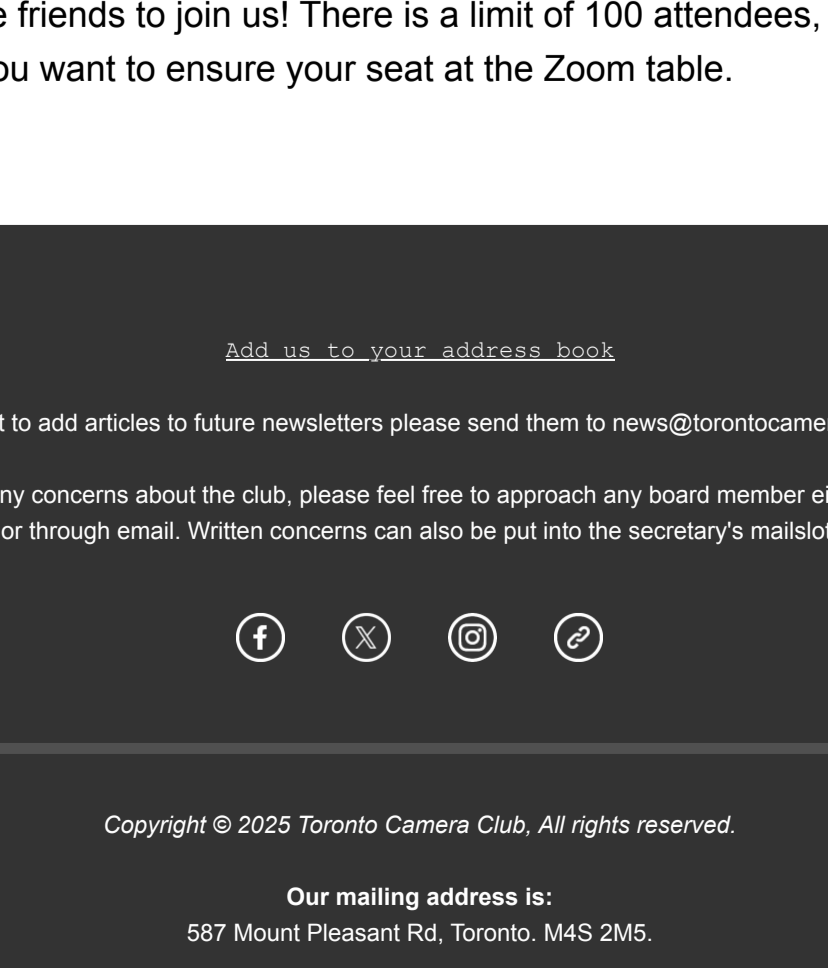 friends to join us! There is a limit of 100 attendees,
you want to ensure your seat at the Zoom table.
Add us to your address book
to add articles to future newsletters please send them to news@torontocamer
any concerns about the club, please feel free to approach any board member ei
or through email. Written concerns can also be put into the secretary's mailslot
Copyright © 2025 Toronto Camera Club, All rights reserved.
Our mailing address is:
587 Mount Pleasant Rd, Toronto. M4S 2M5.